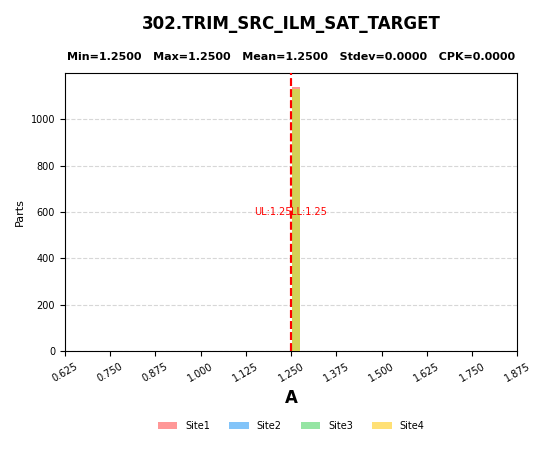 302.TRIM_SRC_ILM_SAT_TARGET
Min=1.2500 Max=1.2500 Mean=1.2500 Stdev=0.0000 CPK=0.0000
Parts
1000
800
600
400
200
0
UL:1.25LL:1.25
0.625 0.750 0.875 1.000 1.125 1.250 1.375 1.500 1.625 1.750 1.875
A
Site1 Site2 Site3 Site4